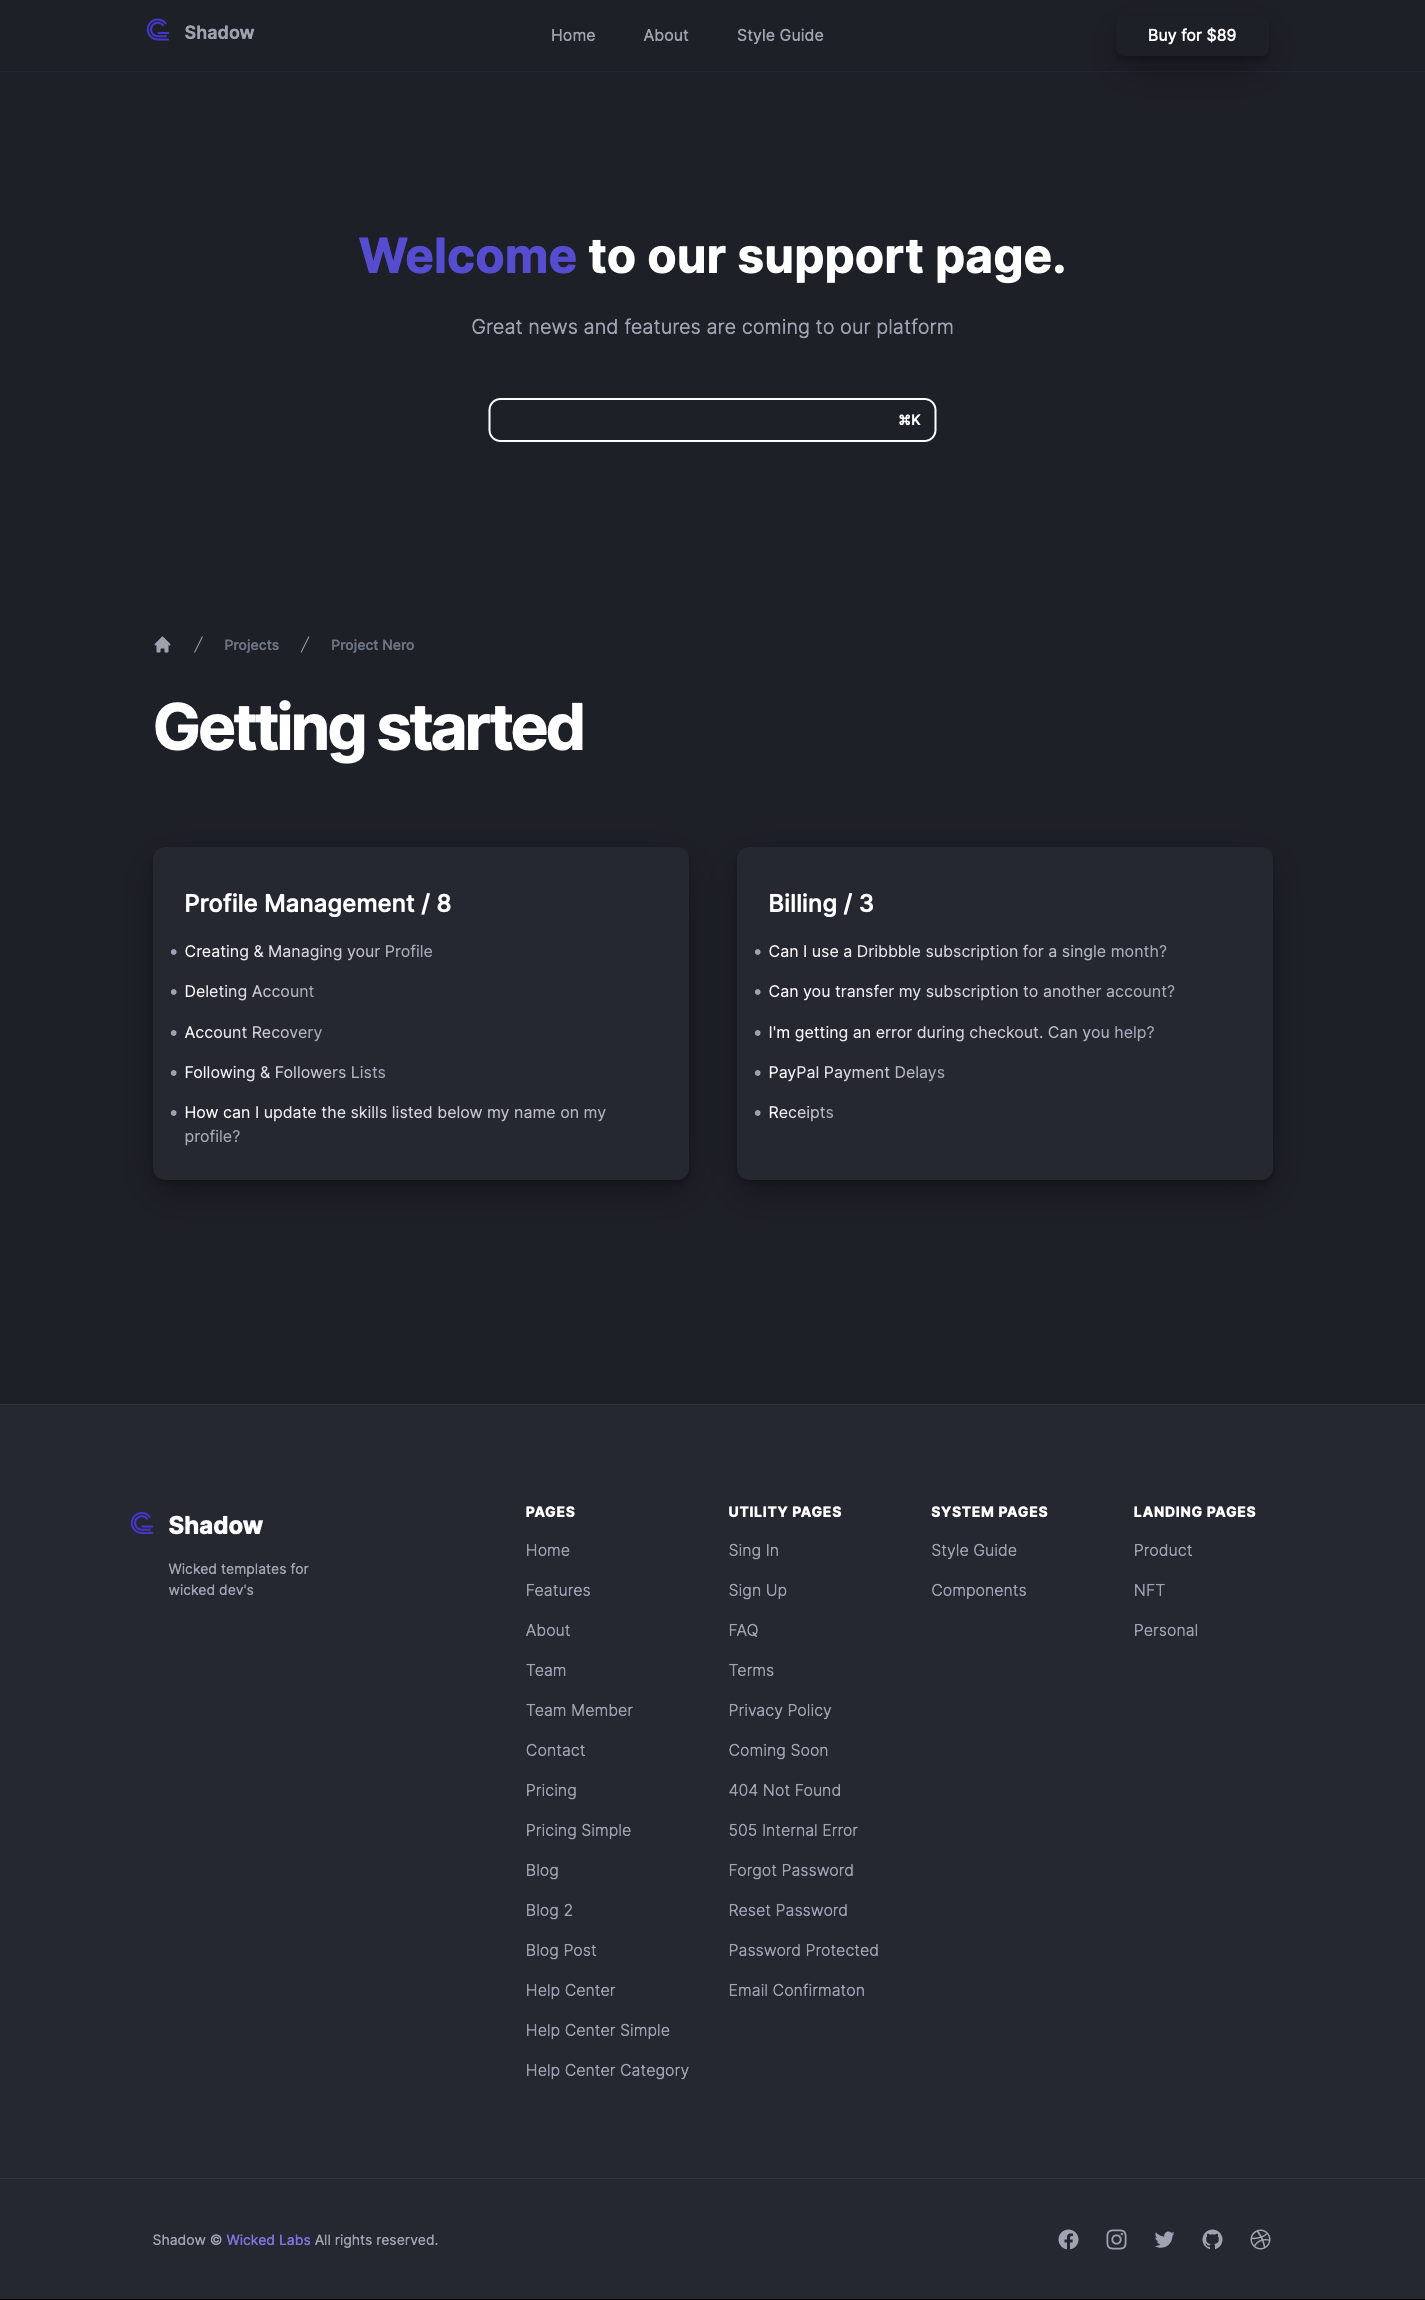 Shadow
Home
About
Style Guide
Buy for $89
Welcome to our support page.
Great news and features are coming to our platform
⌘K
/ Projects / Project Nero
Getting started
Profile Management / 8
• Creating & Managing your Profile
• Deleting Account
• Account Recovery
• Following & Followers Lists
• How can I update the skills listed below my name on my
profile?
Billing / 3
• Can I use a Dribbble subscription for a single month?
• Can you transfer my subscription to another account?
• I'm getting an error during checkout. Can you help?
• PayPal Payment Delays
• Receipts
Shadow
Wicked templates for
wicked dev's
PAGES
Home
Features
About
Team
Team Member
Contact
Pricing
Pricing Simple
Blog
Blog 2
Blog Post
Help Center
Help Center Simple
Help Center Category
UTILITY PAGES
Sing In
Sign Up
FAQ
Terms
Privacy Policy
Coming Soon
404 Not Found
505 Internal Error
Forgot Password
Reset Password
Password Protected
Email Confirmaton
SYSTEM PAGES
Style Guide
Components
LANDING PAGES
Product
NFT
Personal
Shadow © Wicked Labs All rights reserved.